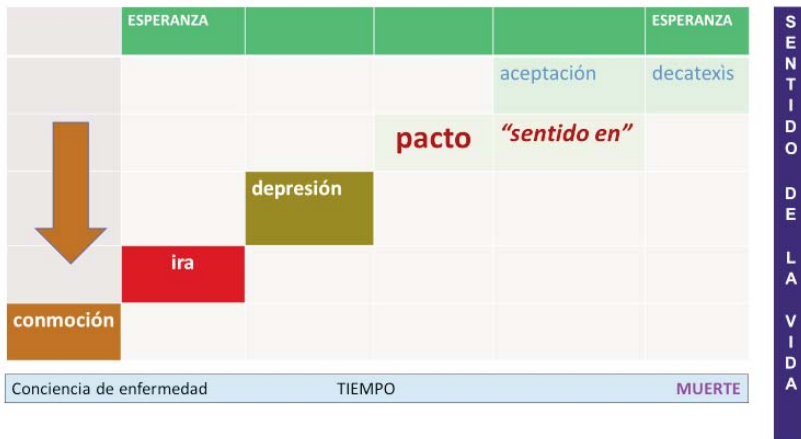 ESPERANZA ESPERANZA
aceptación decatexìs
pacto “sentido en”
depresión
ira
conmoción
Conciencia de enfermedad TIEMPO MUERTE
SENTIDO DE LA VIDA